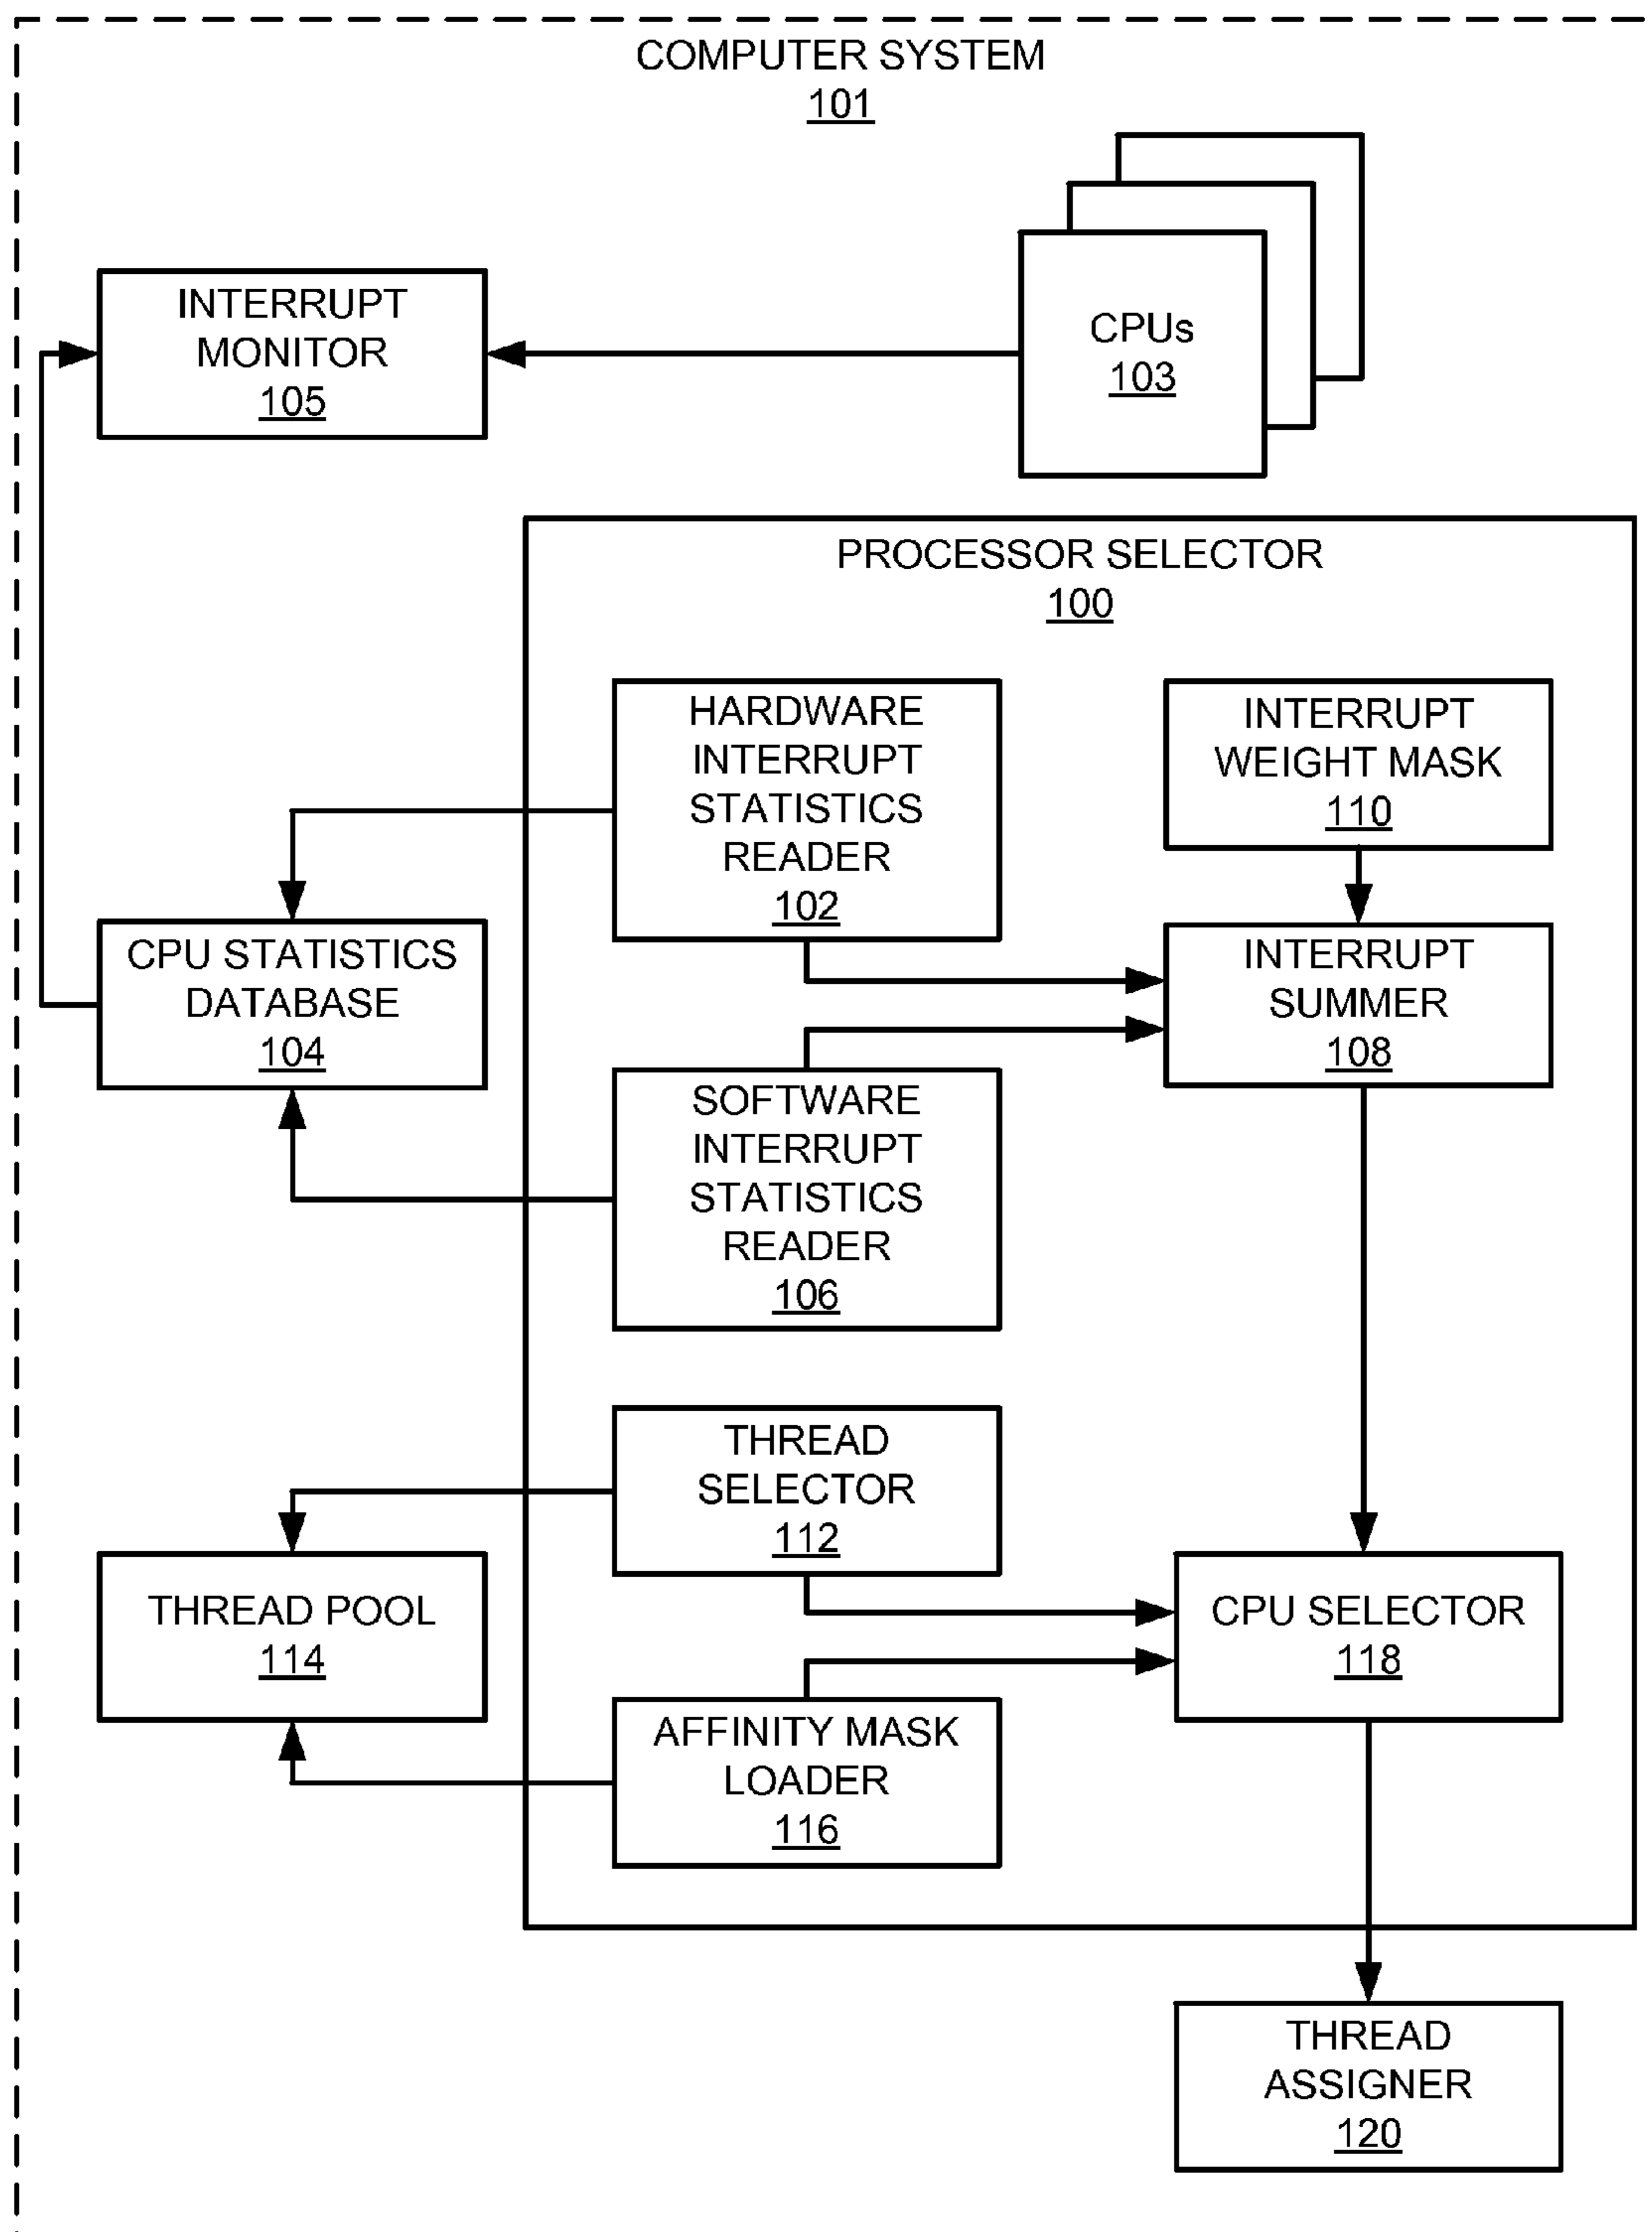 COMPUTER SYSTEM
101
CPUs
103
INTERRUPT
MONITOR
105
PROCESSOR SELECTOR
100
HARDWARE
INTERRUPT
STATISTICS
READER
102
INTERRUPT
WEIGHT MASK
110
CPU STATISTICS
DATABASE
104
INTERRUPT
SUMMER
108
SOFTWARE
INTERRUPT
STATISTICS
READER
106
THREAD
SELECTOR
112
THREAD POOL
114
CPU SELECTOR
118
AFFINITY MASK
LOADER
116
THREAD
ASSIGNER
120